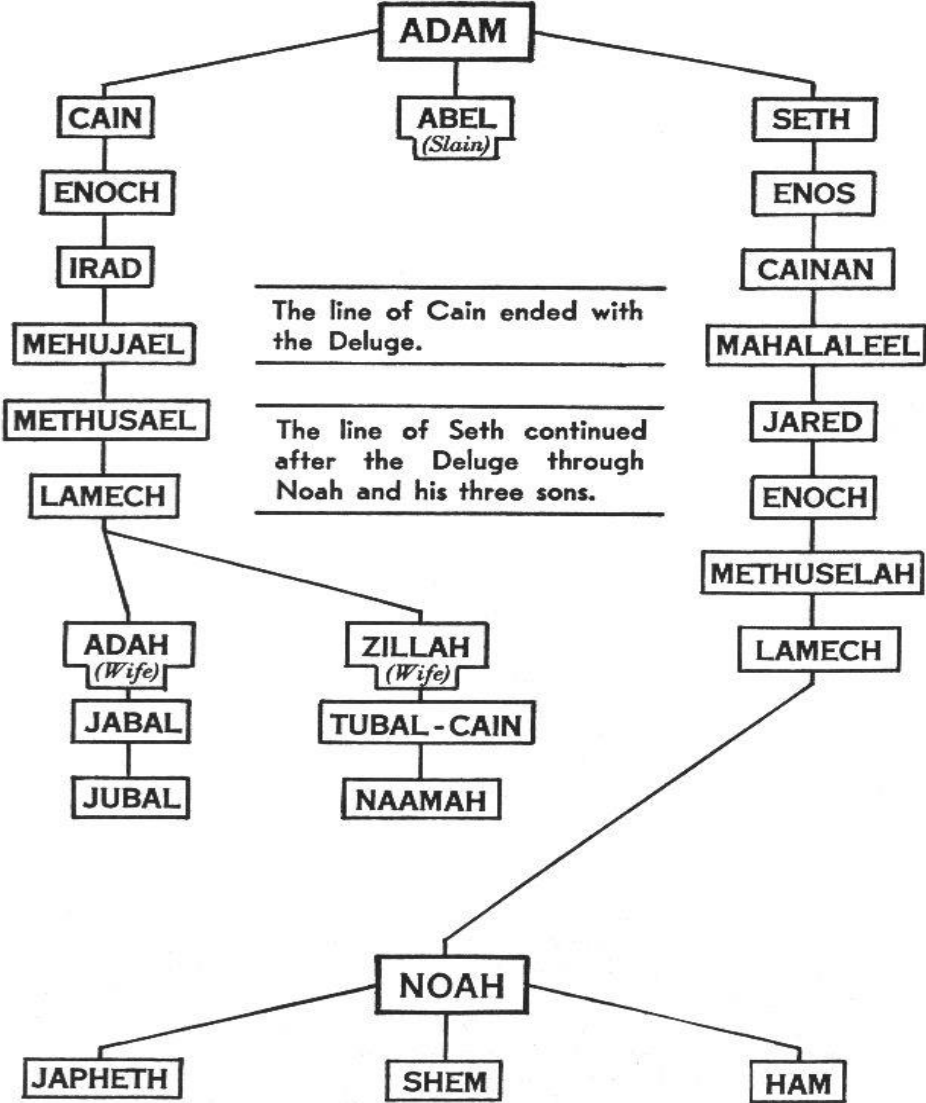 ADAM
CAIN
ABEL
(Slain)
SETH
ENOCH
ENOS
IRAD
CAINAN
The line of Cain ended with
the Deluge.
MEHUJAEL
MAHALALEEL
METHUSAEL
JARED
The line of Seth continued
after the Deluge through
Noah and his three sons.
LAMECH
ENOCH
METHUSELAH
ADAH
(Wife)
ZILLAH
(Wife)
LAMECH
JABAL
TUBAL-CAIN
JUBAL
NAAMAH
NOAH
JAPHETH
SHEM
HAM